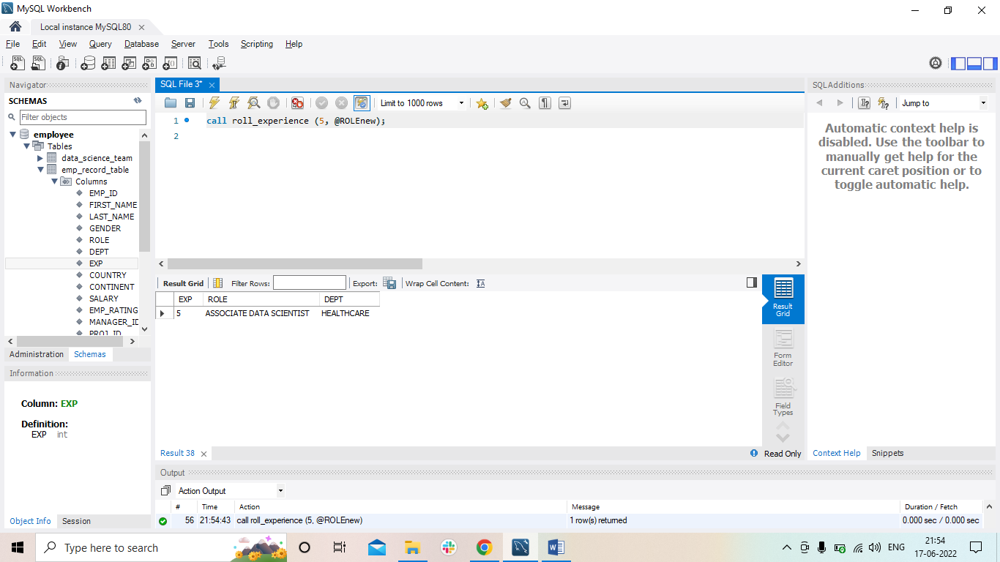 MySQL Workbench
Local instance MySQL80
File Edit View Query Database Server Tools Scripting Help
Navigator
SCHEMAS
Filter objects
employee
Tables
data_science_team
emp_record_table
Columns
EMP_ID
FIRST_NAME
LAST_NAME
GENDER
ROLE
DEPT
EXP
COUNTRY
CONTINENT
SALARY
EMP_RATING
MANAGER_ID
PROJ_ID
Administration Schemas
Information
Column: EXP
Definition:
EXP int
Object Info Session
SQL File 3*
Limit to 1000 rows
1 call roll_experience (5, @ROLEnew);
2
Result Grid Filter Rows: Export: Wrap Cell Content:
EXP ROLE DEPT
5 ASSOCIATE DATA SCIENTIST HEALTHCARE
Result
Grid
Form
Editor
Field
Types
Result 38
Read Only
SQLAdditions
Jump to
Automatic context help is
disabled. Use the toolbar to
manually get help for the
current caret position or to
toggle automatic help.
Context Help Snippets
Output
Action Output
# Time Action Message Duration / Fetch
56 21:54:43 call roll_experience (5, @ROLEnew) 1 row(s) returned 0.000 sec / 0.000 sec
Type here to search
ENG
21:54
17-06-2022